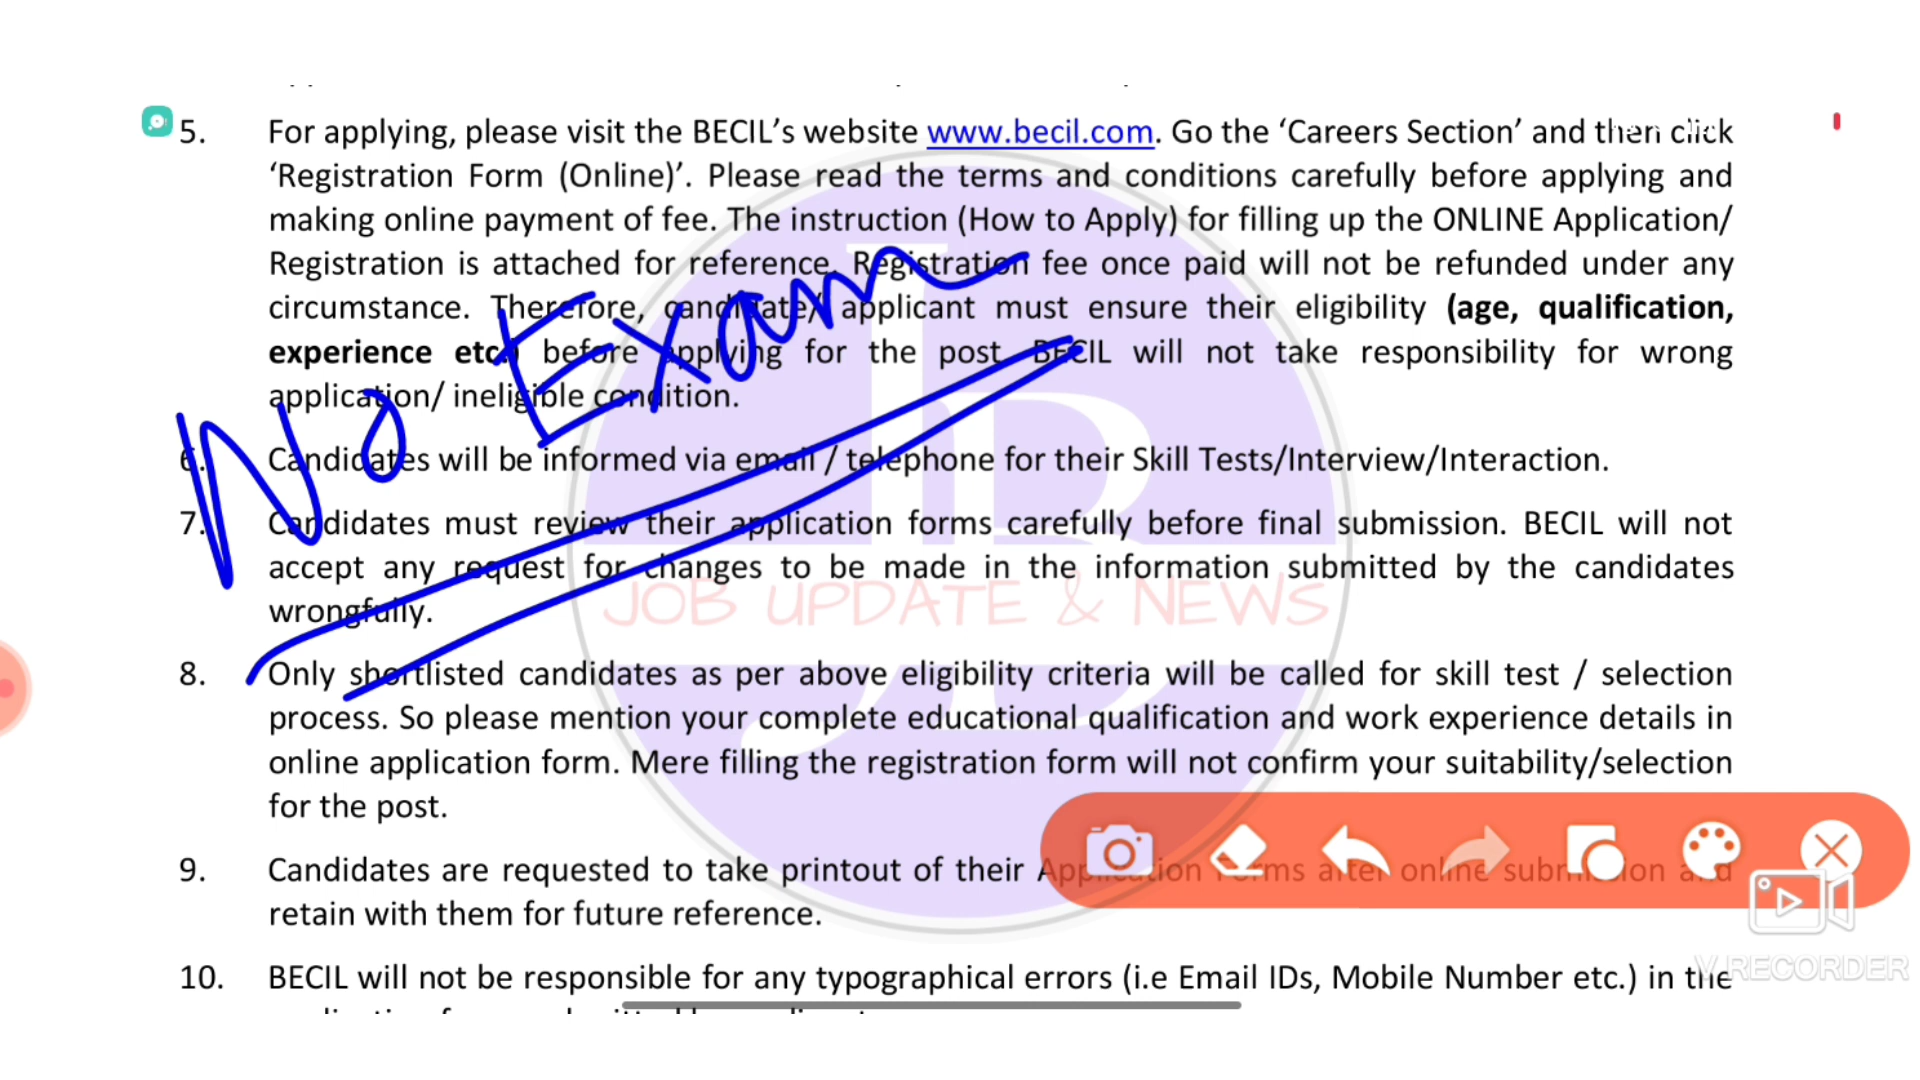 5. For applying, please visit the BECIL's website www.becil.com. Go the 'Careers Section' and then click
'Registration Form (Online)'. Please read the terms and conditions carefully before applying and
making online payment of fee. The instruction (How to Apply) for filling up the ONLINE Application/
Registration is attached for reference. Registration fee once paid will not be refunded under any
circumstance. Therefore, candidate/ applicant must ensure their eligibility (age, qualification,
experience etc.) before applying for the post. BECIL will not take responsibility for wrong
application/ ineligible condition.
No Exam
6. Candidates will be informed via email / telephone for their Skill Tests/Interview/Interaction.
7. Candidates must review their application forms carefully before final submission. BECIL will not
accept any request for changes to be made in the information submitted by the candidates
wrongfully.
JOB UPDATE & NEWS
8. Only shortlisted candidates as per above eligibility criteria will be called for skill test / selection
process. So please mention your complete educational qualification and work experience details in
online application form. Mere filling the registration form will not confirm your suitability/selection
for the post.
9. Candidates are requested to take printout of their Application Forms after online submission and
retain with them for future reference.
10. BECIL will not be responsible for any typographical errors (i.e Email IDs, Mobile Number etc.) in the
V RECORDER